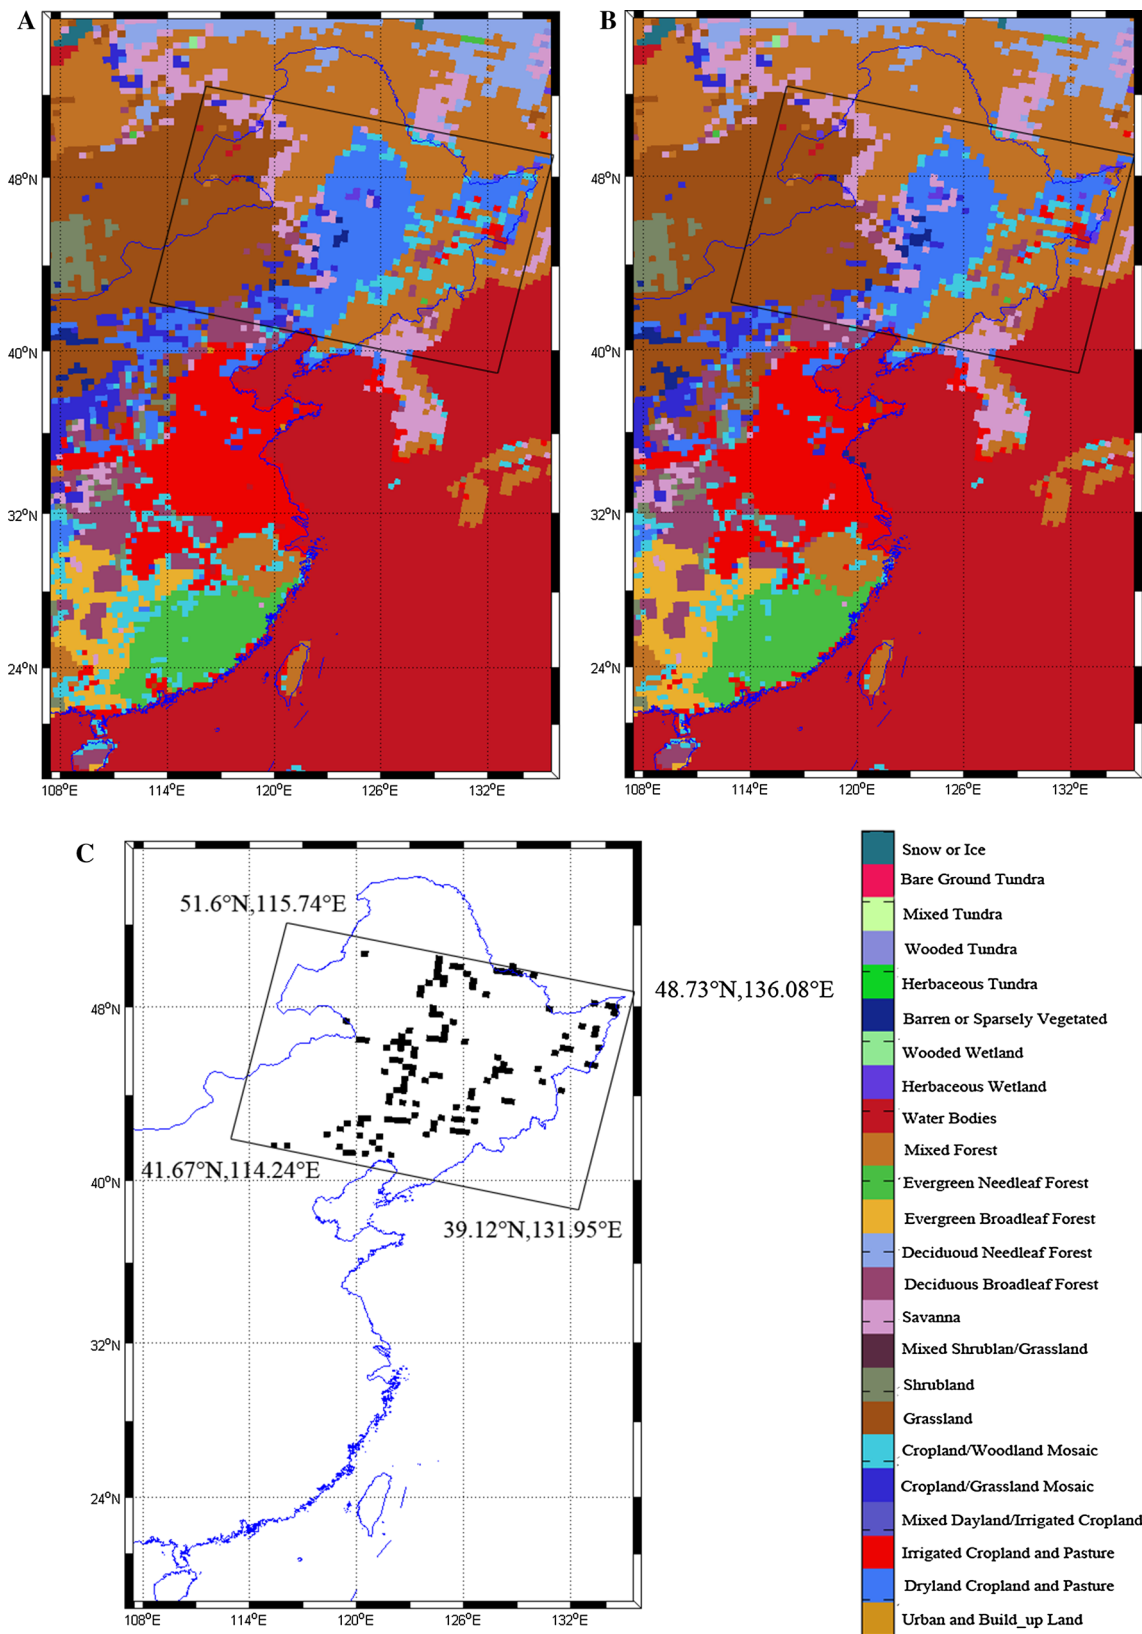 A
B
48°N
40°N
32°N
24°N
108°E
114°E
120°E
126°E
132°E
48°N
40°N
32°N
24°N
108°E
114°E
120°E
126°E
132°E
C
51.6°N,115.74°E
48.73°N,136.08°E
41.67°N,114.24°E
39.12°N,131.95°E
48°N
40°N
32°N
24°N
108°E
114°E
120°E
126°E
132°E
Snow or Ice
Bare Ground Tundra
Mixed Tundra
Wooded Tundra
Herbaceous Tundra
Barren or Sparsely Vegetated
Wooded Wetland
Herbaceous Wetland
Water Bodies
Mixed Forest
Evergreen Needleaf Forest
Evergreen Broadleaf Forest
Deciduoud Needleaf Forest
Deciduous Broadleaf Forest
Savanna
Mixed Shrublan/Grassland
Shrubland
Grassland
Cropland/Woodland Mosaic
Cropland/Grassland Mosaic
Mixed Dayland/Irrigated Cropland
Irrigated Cropland and Pasture
Dryland Cropland and Pasture
Urban and Build_up Land